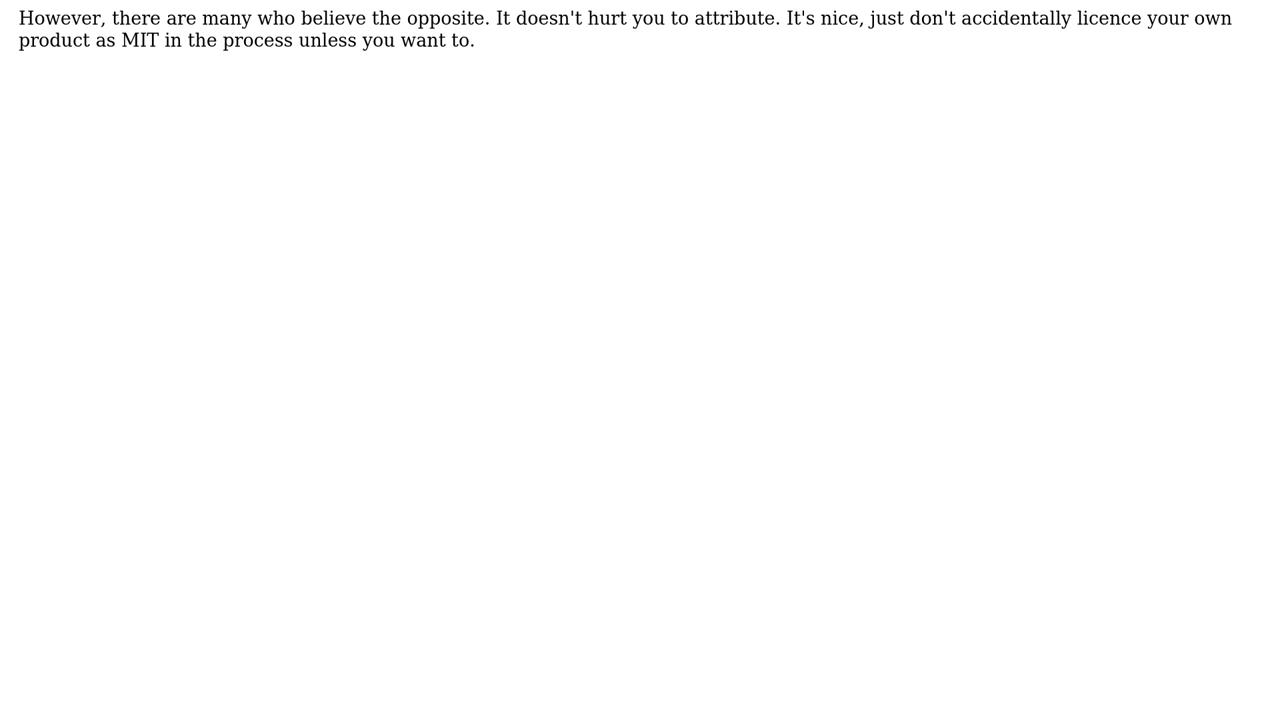 However, there are many who believe the opposite. It doesn't hurt you to attribute. It's nice, just don't accidentally licence your own
product as MIT in the process unless you want to.